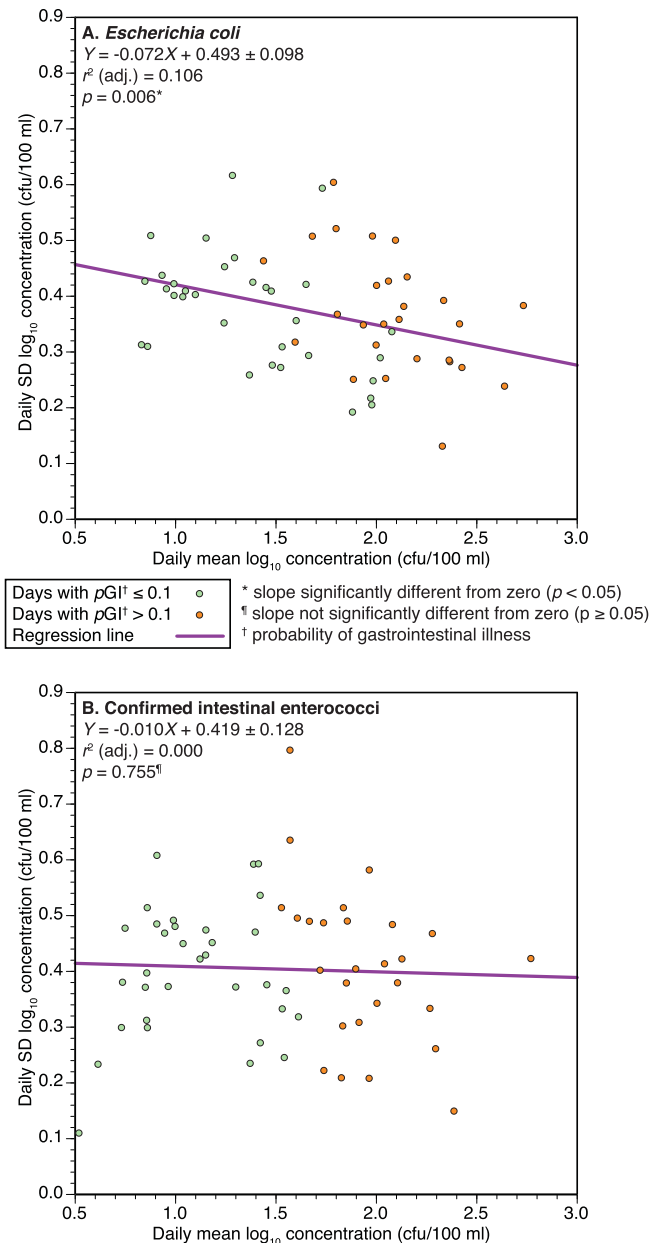 A. Escherichia coli
Y = -0.072X + 0.493 ± 0.098
r² (adj.) = 0.106
p = 0.006*
Daily SD log₁₀ concentration (cfu/100 ml)
0.9
0.8
0.7
0.6
0.5
0.4
0.3
0.2
0.1
0.0
0.5 1.0 1.5 2.0 2.5 3.0
Daily mean log₁₀ concentration (cfu/100 ml)
Days with pGI† ≤ 0.1
Days with pGI† > 0.1
Regression line
* slope significantly different from zero (p < 0.05)
¶ slope not significantly different from zero (p ≥ 0.05)
† probability of gastrointestinal illness
B. Confirmed intestinal enterococci
Y = -0.010X + 0.419 ± 0.128
r² (adj.) = 0.000
p = 0.755¶
Daily SD log₁₀ concentration (cfu/100 ml)
0.9
0.8
0.7
0.6
0.5
0.4
0.3
0.2
0.1
0.0
0.5 1.0 1.5 2.0 2.5 3.0
Daily mean log₁₀ concentration (cfu/100 ml)